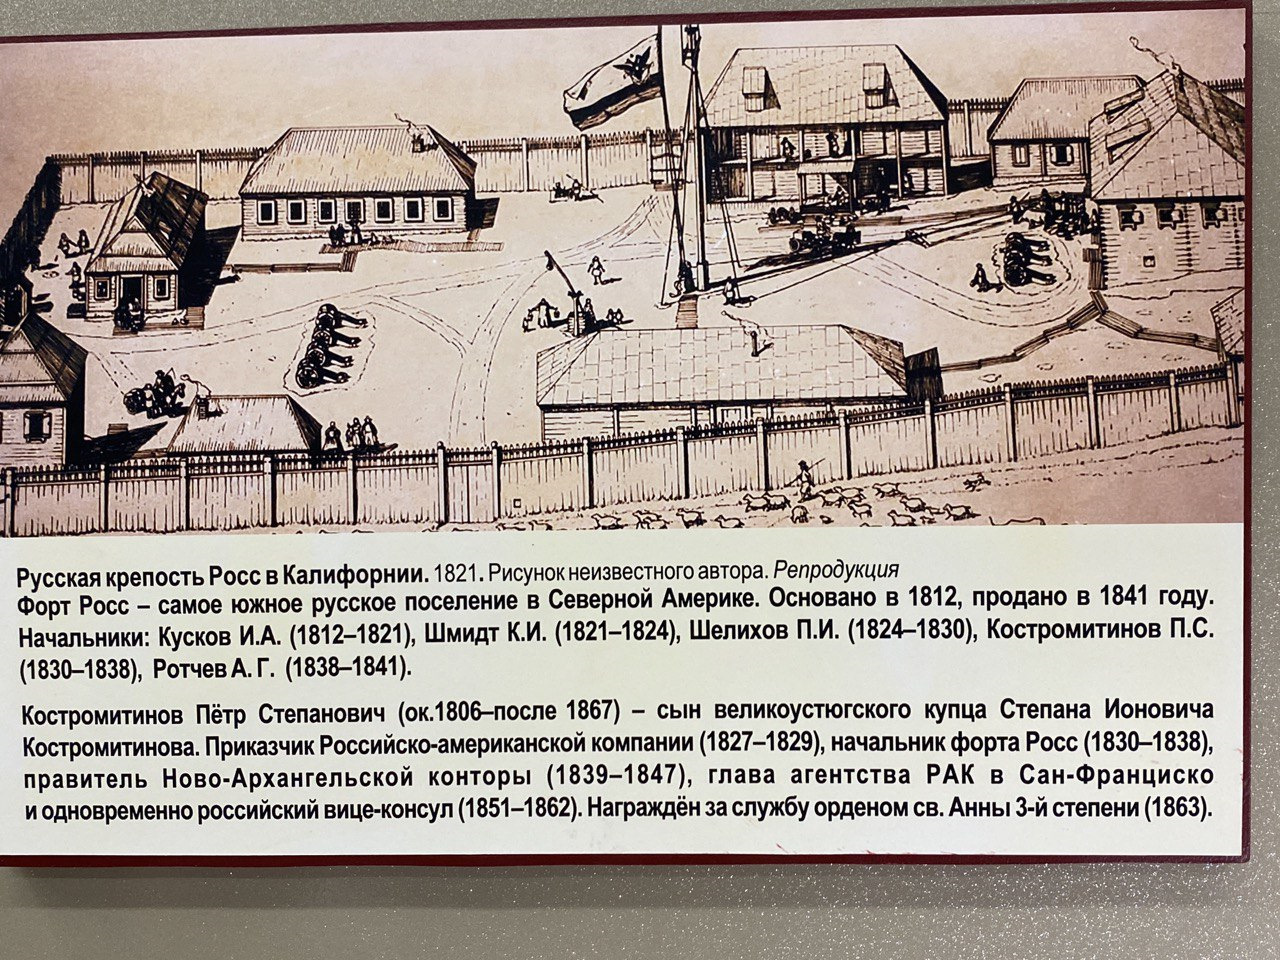 Русская крепость Росс в Калифорнии. 1821. Рисунок неизвестного автора. Репродукция
Форт Росс – самое южное русское поселение в Северной Америке. Основано в 1812, продано в 1841 году.
Начальники: Кусков И.А. (1812–1821), Шмидт К.И. (1821–1824), Шелихов П.И. (1824–1830), Костромитинов П.С.
(1830–1838), Ротчев А. Г. (1838–1841).
Костромитинов Пётр Степанович (ок.1806–после 1867) – сын великоустюгского купца Степана Ионовича
Костромитинова. Приказчик Российско-американской компании (1827–1829), начальник форта Росс (1830–1838),
правитель Ново-Архангельской конторы (1839–1847), глава агентства РАК в Сан-Франциско
и одновременно российский вице-консул (1851–1862). Награждён за службу орденом св. Анны 3-й степени (1863).